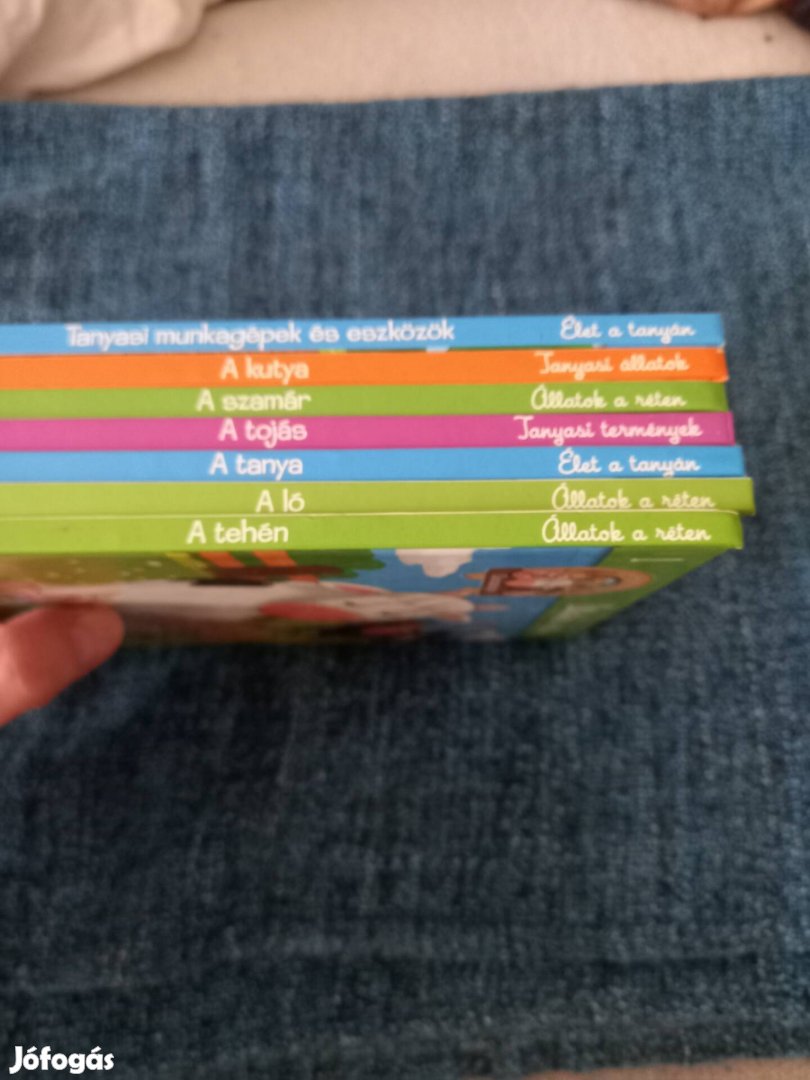 Tanyasi munkagépek és eszközök Élet a tanyán
A kutya Tanyasi állatok
A szamár Állatok a réten
A tojás Tanyasi termények
A tanya Élet a tanyán
A ló Állatok a réten
A tehén Állatok a réten
Jófogás